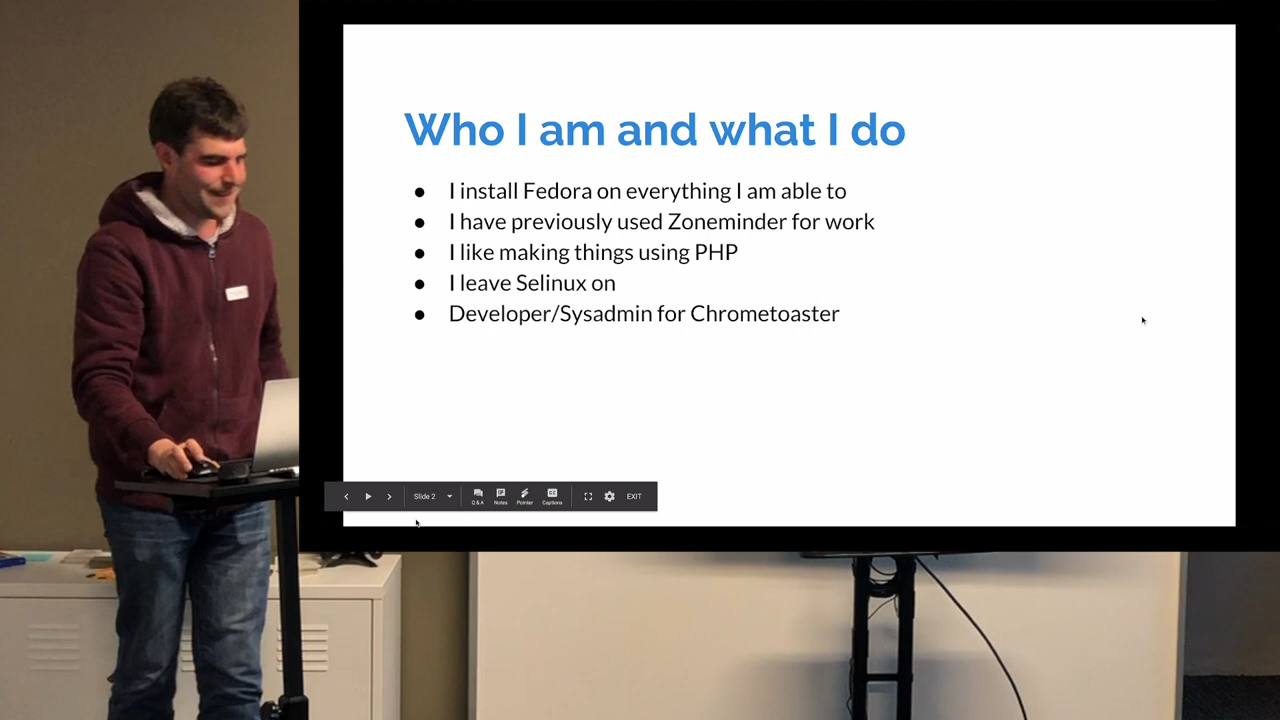 Who I am and what I do
● I install Fedora on everything I am able to
● I have previously used Zoneminder for work
● I like making things using PHP
● I leave Selinux on
● Developer/Sysadmin for Chrometoaster
Slide 2
Q & A
Notes
Pointer
Captions
EXIT